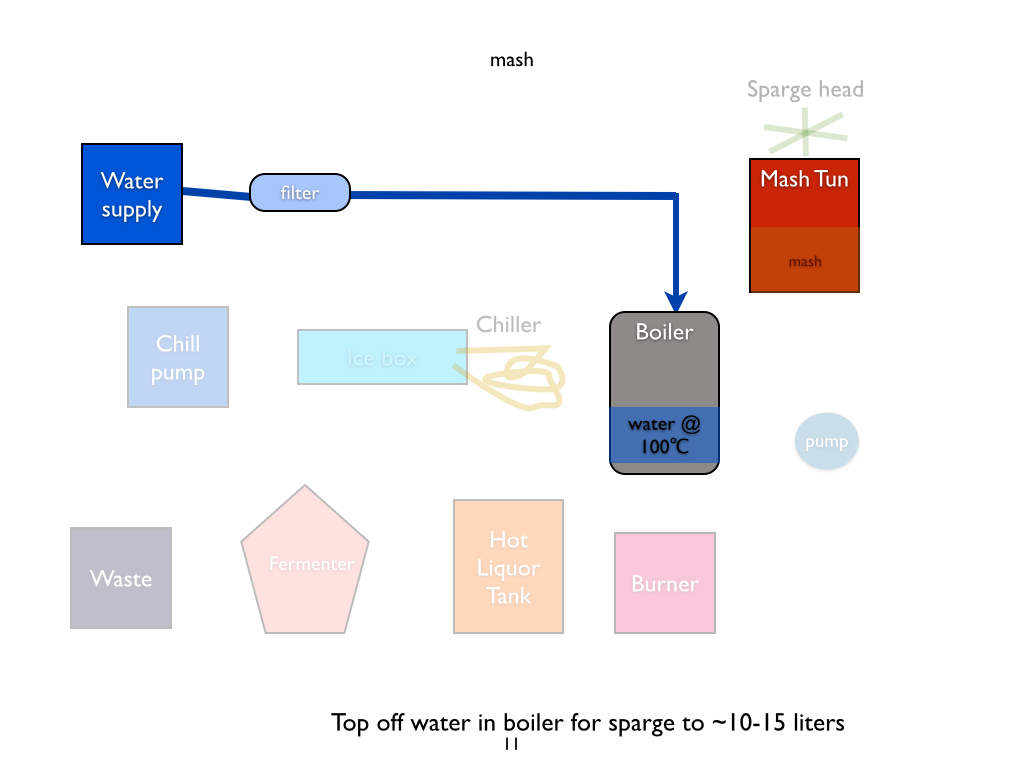 mash
Sparge head
Water
supply
filter
Mash Tun
mash
Chill
pump
Ice box
Chiller
Boiler
water @
100℃
pump
Waste
Fermenter
Hot
Liquor
Tank
Burner
Top off water in boiler for sparge to ~10-15 liters
11